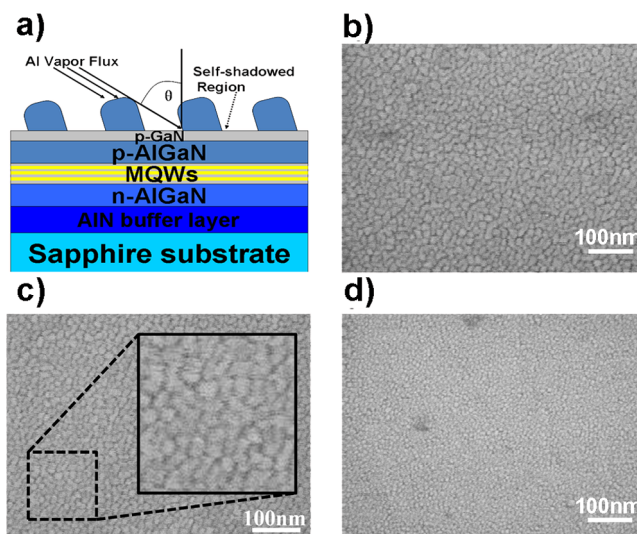 a)
Al Vapor Flux
θ
Self-shadowed
Region
p-GaN
p-AlGaN
MQWs
n-AlGaN
AlN buffer layer
Sapphire substrate
b)
100nm
c)
100nm
d)
100nm